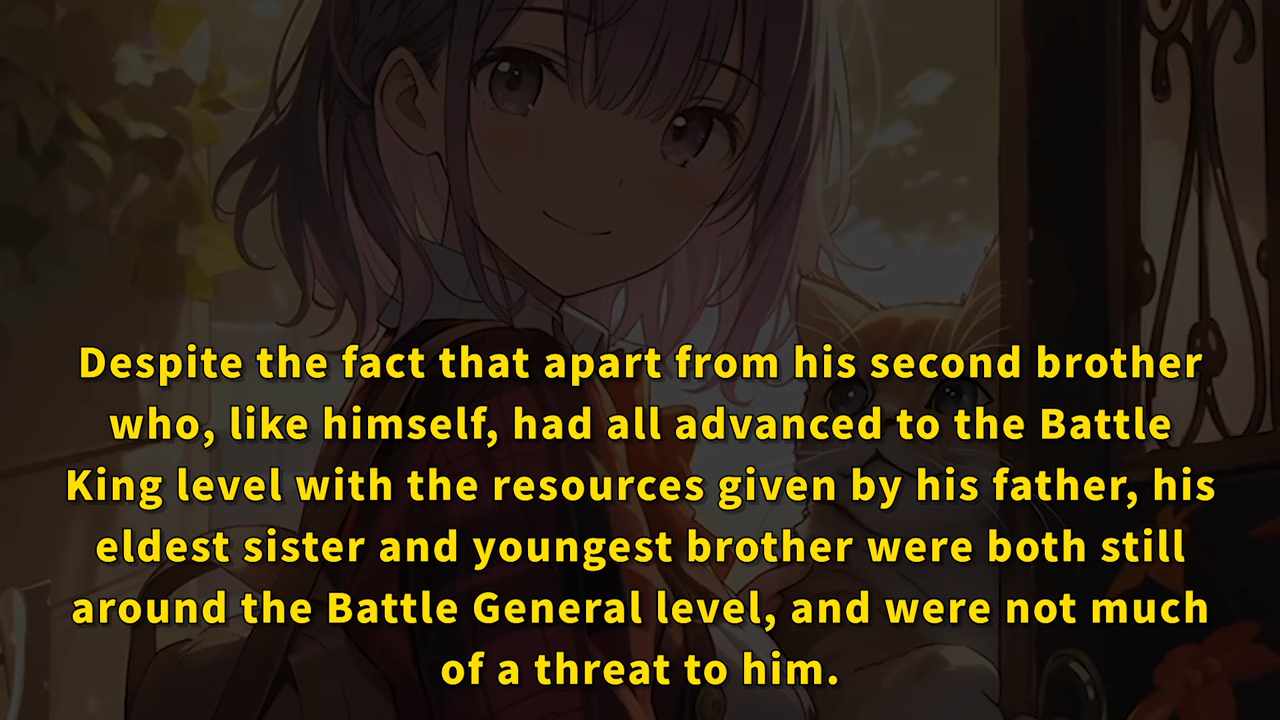 Despite the fact that apart from his second brother
who, like himself, had all advanced to the Battle
King level with the resources given by his father, his
eldest sister and youngest brother were both still
around the Battle General level, and were not much
of a threat to him.